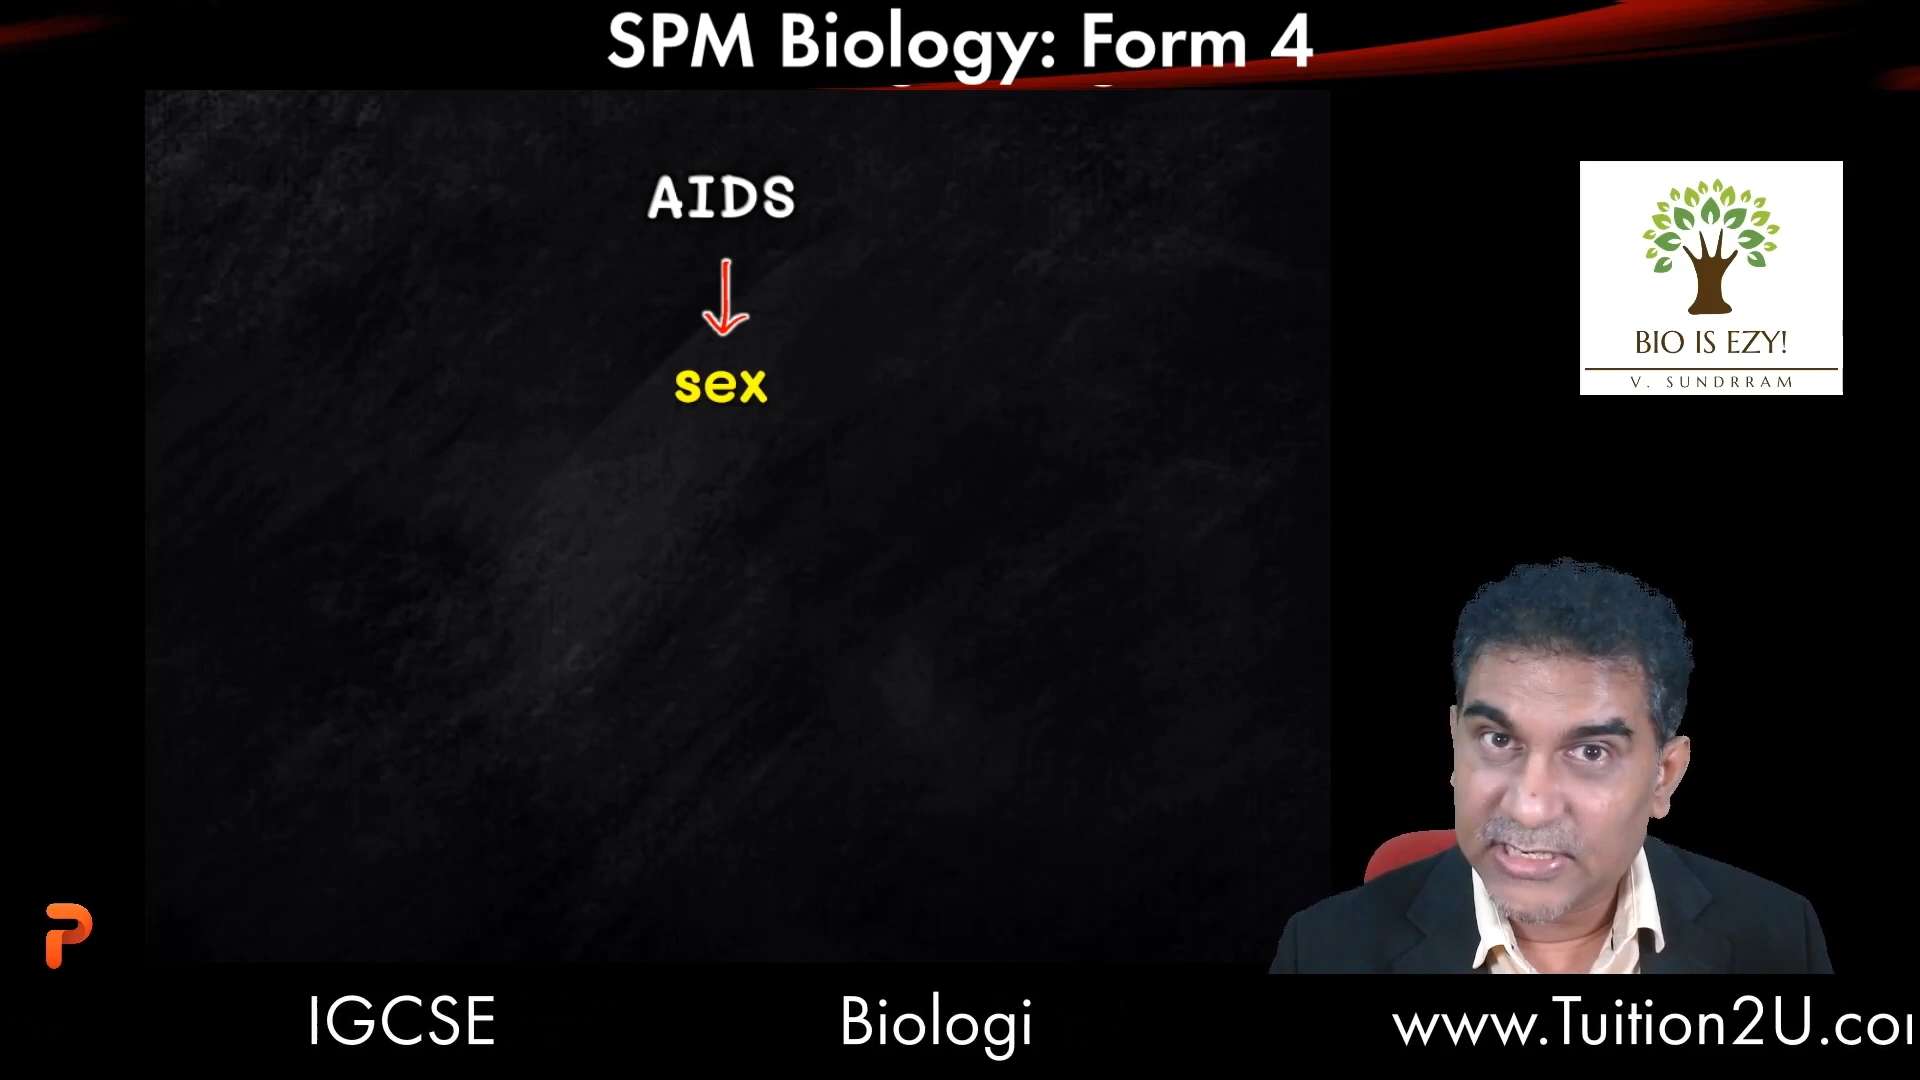 SPM Biology: Form 4
AIDS
sex
BIO IS EZY!
V. SUNDRRAM
IGCSE
Biologi
www.Tuition2U.co